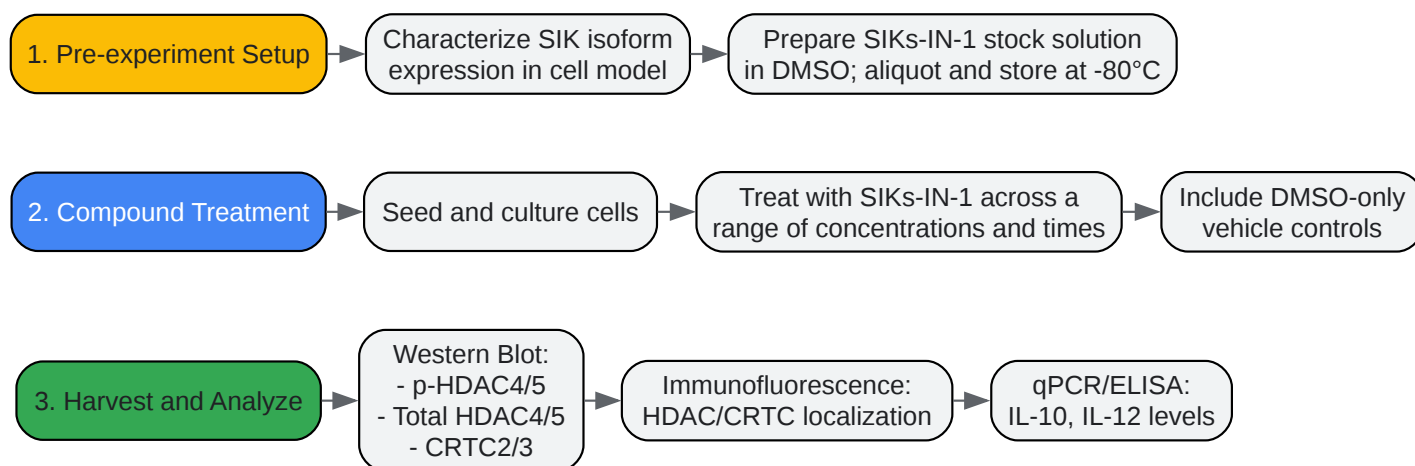 1. Pre-experiment Setup
Characterize SIK isoform
expression in cell model
Prepare SIKs-IN-1 stock solution
in DMSO; aliquot and store at -80°C
2. Compound Treatment
Seed and culture cells
Treat with SIKs-IN-1 across a
range of concentrations and times
Include DMSO-only
vehicle controls
3. Harvest and Analyze
Western Blot:
- p-HDAC4/5
- Total HDAC4/5
- CRTC2/3
Immunofluorescence:
HDAC/CRTC localization
qPCR/ELISA:
IL-10, IL-12 levels